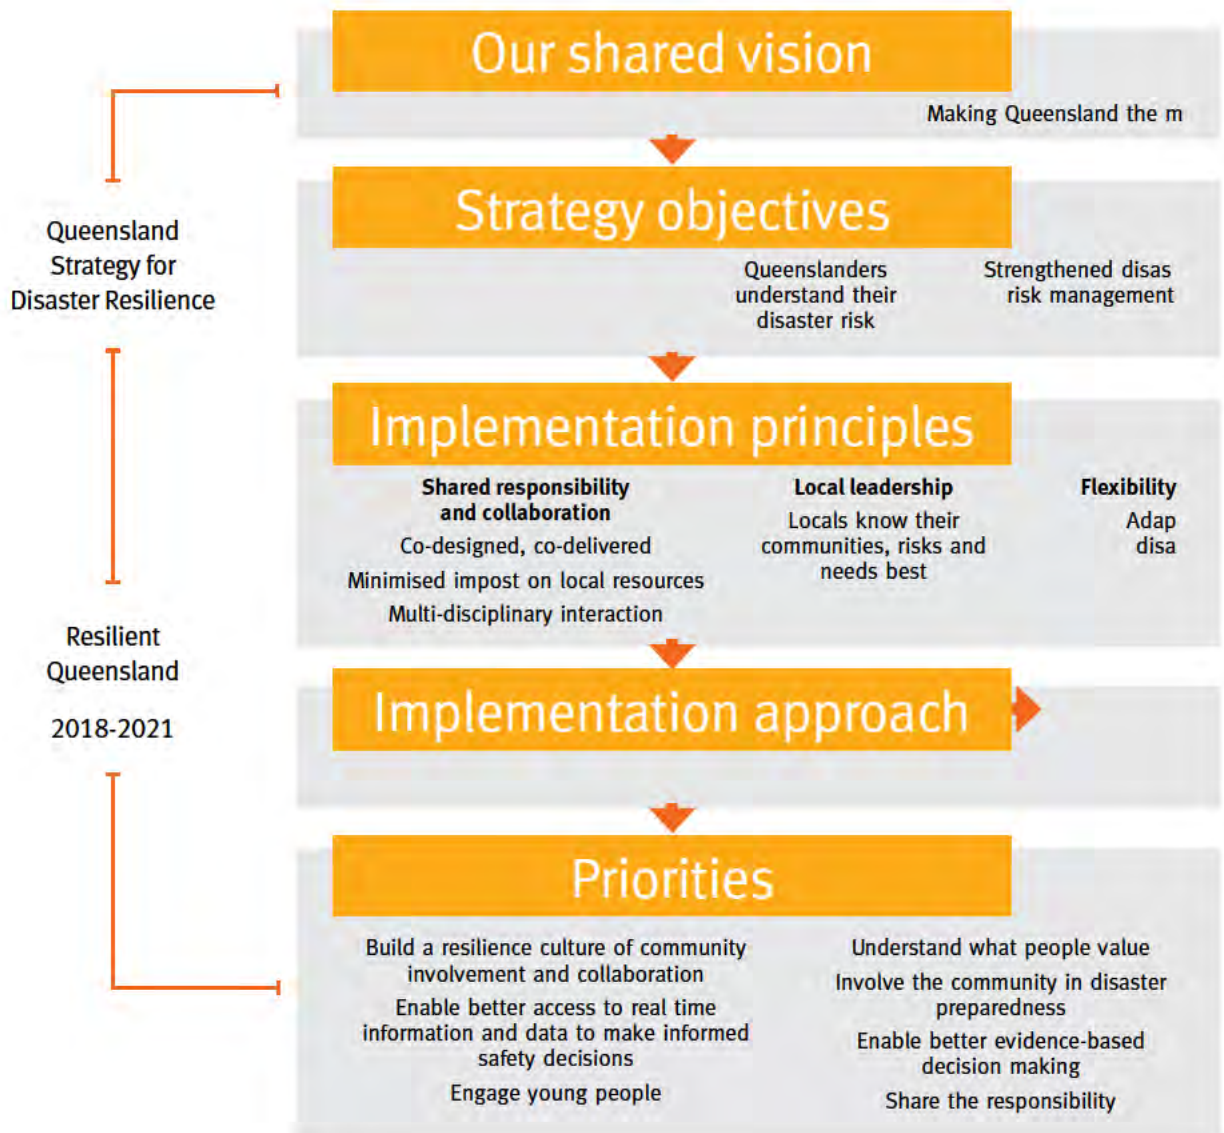 Our shared vision
Making Queensland the m
Queensland
Strategy for
Disaster Resilience
Strategy objectives
Queenslanders
understand their
disaster risk
Strengthened disas
risk management
Implementation principles
Shared responsibility
and collaboration
Co-designed, co-delivered
Minimised impost on local resources
Multi-disciplinary interaction
Local leadership
Locals know their
communities, risks and
needs best
Flexibility
Adap
disa
Resilient
Queensland
2018-2021
Implementation approach
Priorities
Build a resilience culture of community
involvement and collaboration
Enable better access to real time
information and data to make informed
safety decisions
Engage young people
Understand what people value
Involve the community in disaster
preparedness
Enable better evidence-based
decision making
Share the responsibility